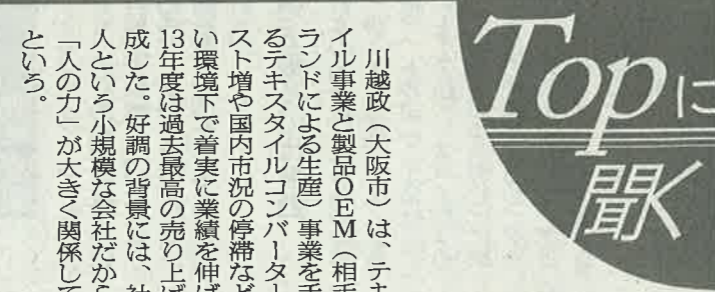 Topに
聞く
川越政（大阪市）は、テキ
イル事業と製品ＯＥＭ（相手
ランドによる生産）事業を手
るテキスタイルコンバーター
スト増や国内市況の停滞など
い環境下で着実に業績を伸ば
13年度は過去最高の売り上げ
成した。好調の背景には、社
人という小規模な会社だから
「人の力」が大きく関係して
という。